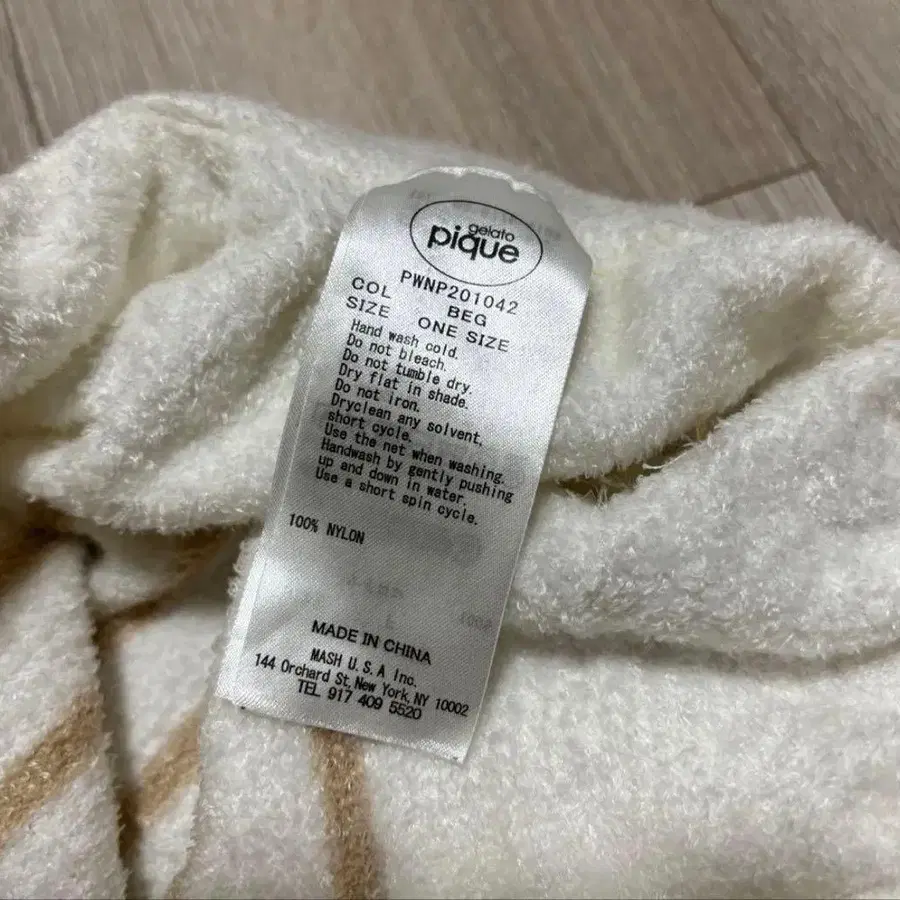 gelato
pique
PWNP201042
COL BEG
SIZE ONE SIZE
Hand wash cold.
Do not bleach.
Do not tumble dry.
Dry flat in shade.
Do not iron.
Dryclean any solvent,
short cycle.
Use the net when washing.
Handwash by gently pushing
up and down in water.
Use a short spin cycle.
100% NYLON
MADE IN CHINA
MASH U.S.A Inc.
144 Orchard St, New York, NY 10002
TEL 917 409 5520